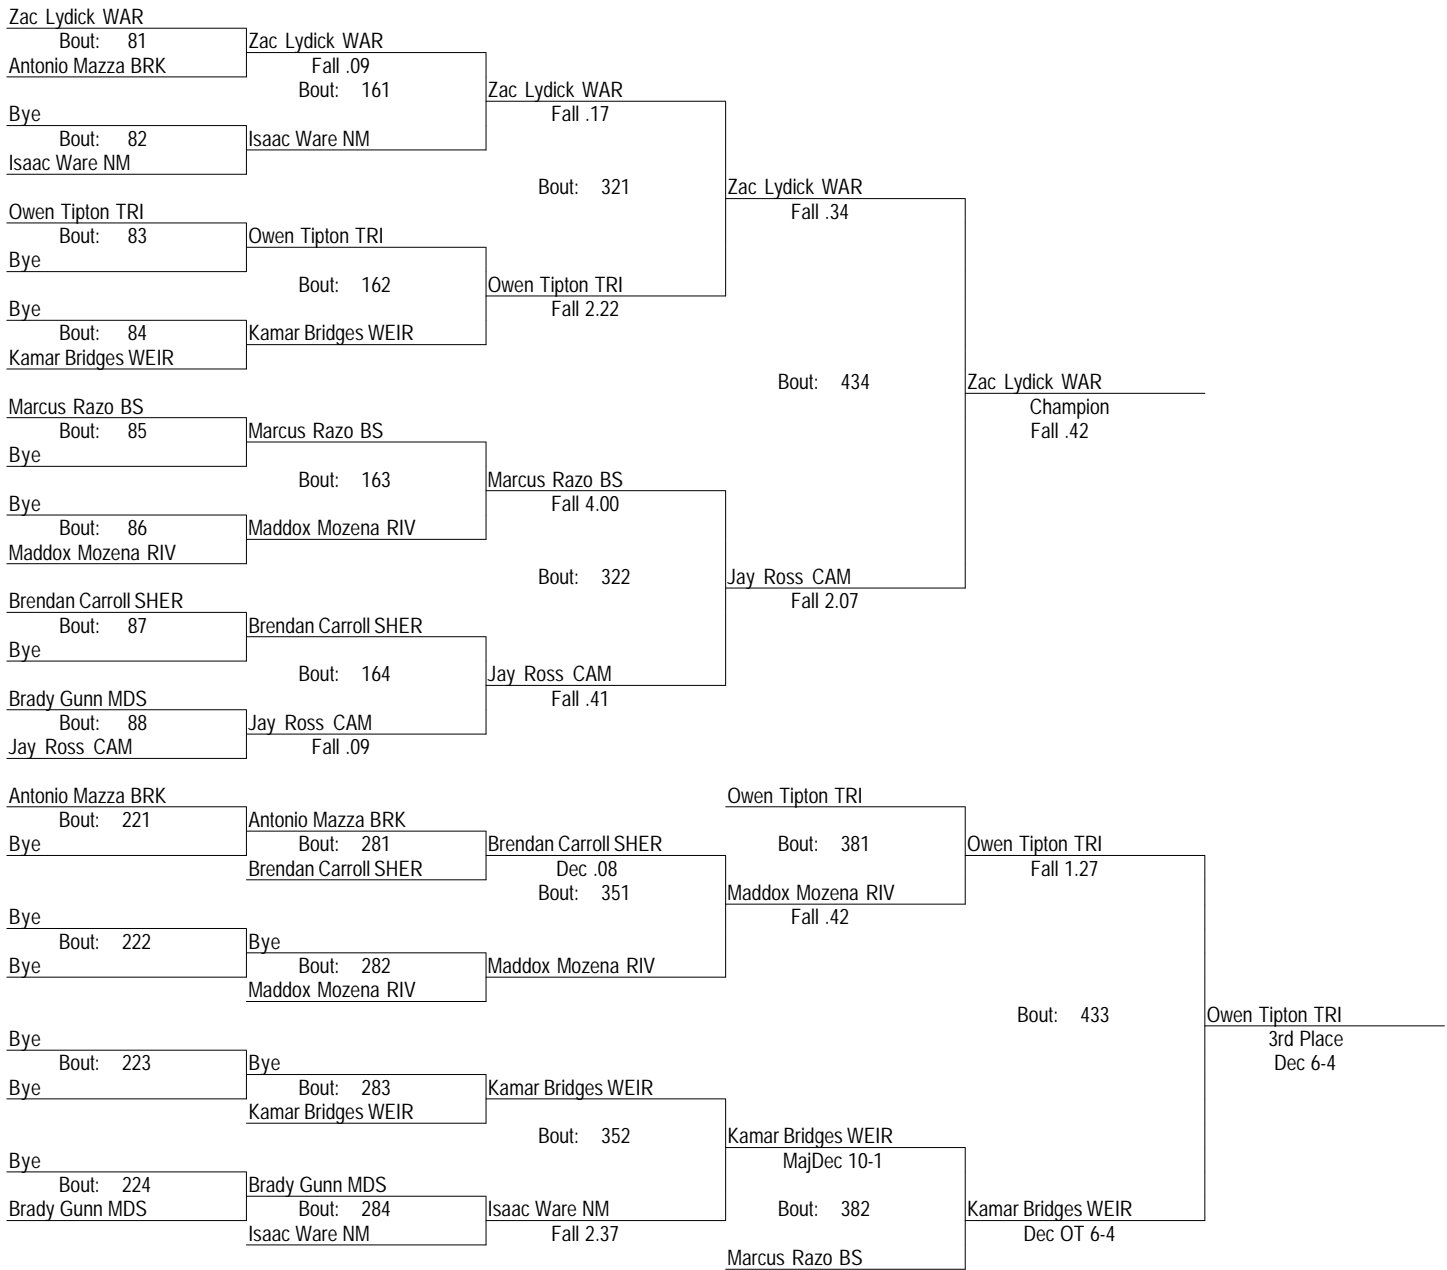 Zac Lydick WAR
Bout: 81
Zac Lydick WAR
Antonio Mazza BRK
Fall .09
Bout: 161
Zac Lydick WAR
Bye
Fall .17
Bout: 82
Isaac Ware NM
Isaac Ware NM
Bout: 321
Zac Lydick WAR
Owen Tipton TRI
Fall .34
Bout: 83
Owen Tipton TRI
Bye
Bout: 162
Owen Tipton TRI
Bye
Fall 2.22
Bout: 84
Kamar Bridges WEIR
Kamar Bridges WEIR
Bout: 434
Zac Lydick WAR
Marcus Razo BS
Champion
Bout: 85
Marcus Razo BS
Fall .42
Bye
Bout: 163
Marcus Razo BS
Bye
Fall 4.00
Bout: 86
Maddox Mozena RIV
Maddox Mozena RIV
Bout: 322
Jay Ross CAM
Brendan Carroll SHER
Fall 2.07
Bout: 87
Brendan Carroll SHER
Bye
Bout: 164
Jay Ross CAM
Brady Gunn MDS
Fall .41
Bout: 88
Jay Ross CAM
Jay Ross CAM
Fall .09
Antonio Mazza BRK
Owen Tipton TRI
Bout: 221
Antonio Mazza BRK
Bye
Bout: 281
Brendan Carroll SHER
Bout: 381
Owen Tipton TRI
Brendan Carroll SHER
Dec .08
Fall 1.27
Bout: 351
Maddox Mozena RIV
Bye
Fall .42
Bout: 222
Bye
Bye
Bout: 282
Maddox Mozena RIV
Maddox Mozena RIV
Bout: 433
Owen Tipton TRI
Bye
3rd Place
Bout: 223
Bye
Dec 6-4
Bye
Bout: 283
Kamar Bridges WEIR
Kamar Bridges WEIR
Bout: 352
Kamar Bridges WEIR
Bye
MajDec 10-1
Bout: 224
Brady Gunn MDS
Brady Gunn MDS
Bout: 284
Isaac Ware NM
Bout: 382
Kamar Bridges WEIR
Isaac Ware NM
Fall 2.37
Dec OT 6-4
Marcus Razo BS